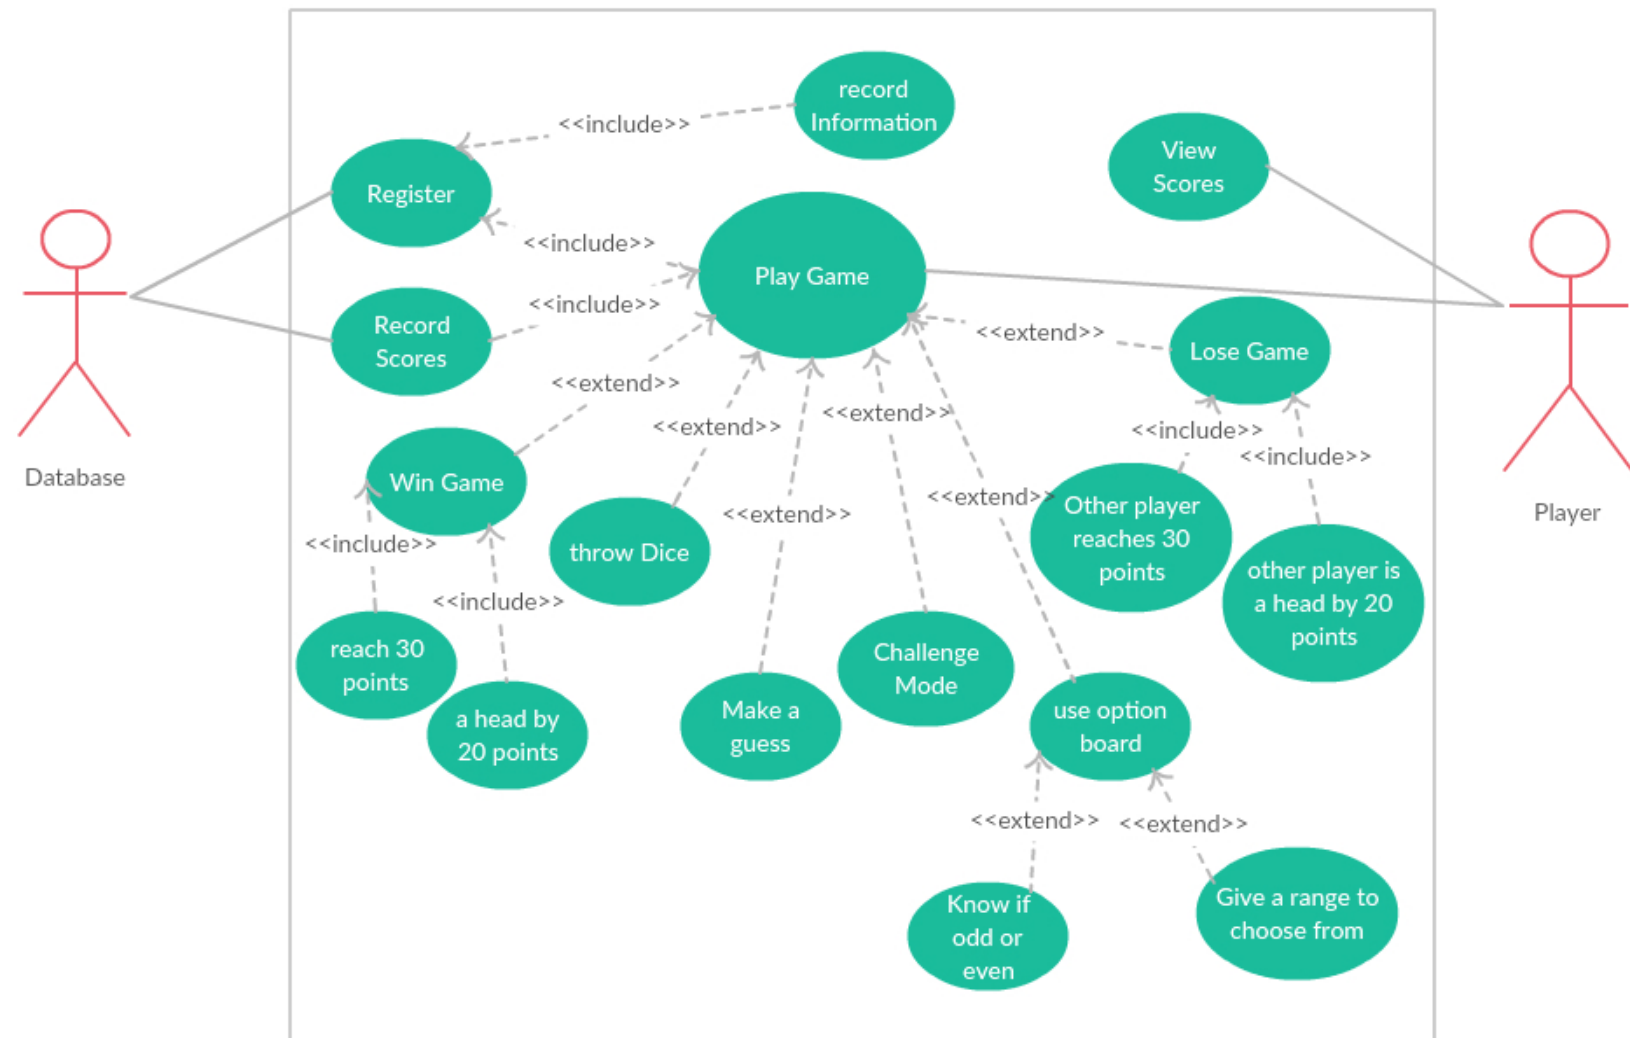 record
Information
<<include>>
View
Scores
Register
<<include>>
Play Game
<<include>>
Record
Scores
<<extend>>
Lose Game
<<extend>>
<<extend>>
<<extend>>
<<include>>
<<include>>
Database
Win Game
<<extend>>
<<extend>>
Other player
reaches 30
points
Player
<<include>>
throw Dice
other player is
a head by 20
points
<<include>>
reach 30
points
Challenge
Mode
a head by
20 points
Make a
guess
use option
board
<<extend>>
<<extend>>
Know if
odd or
even
Give a range to
choose from